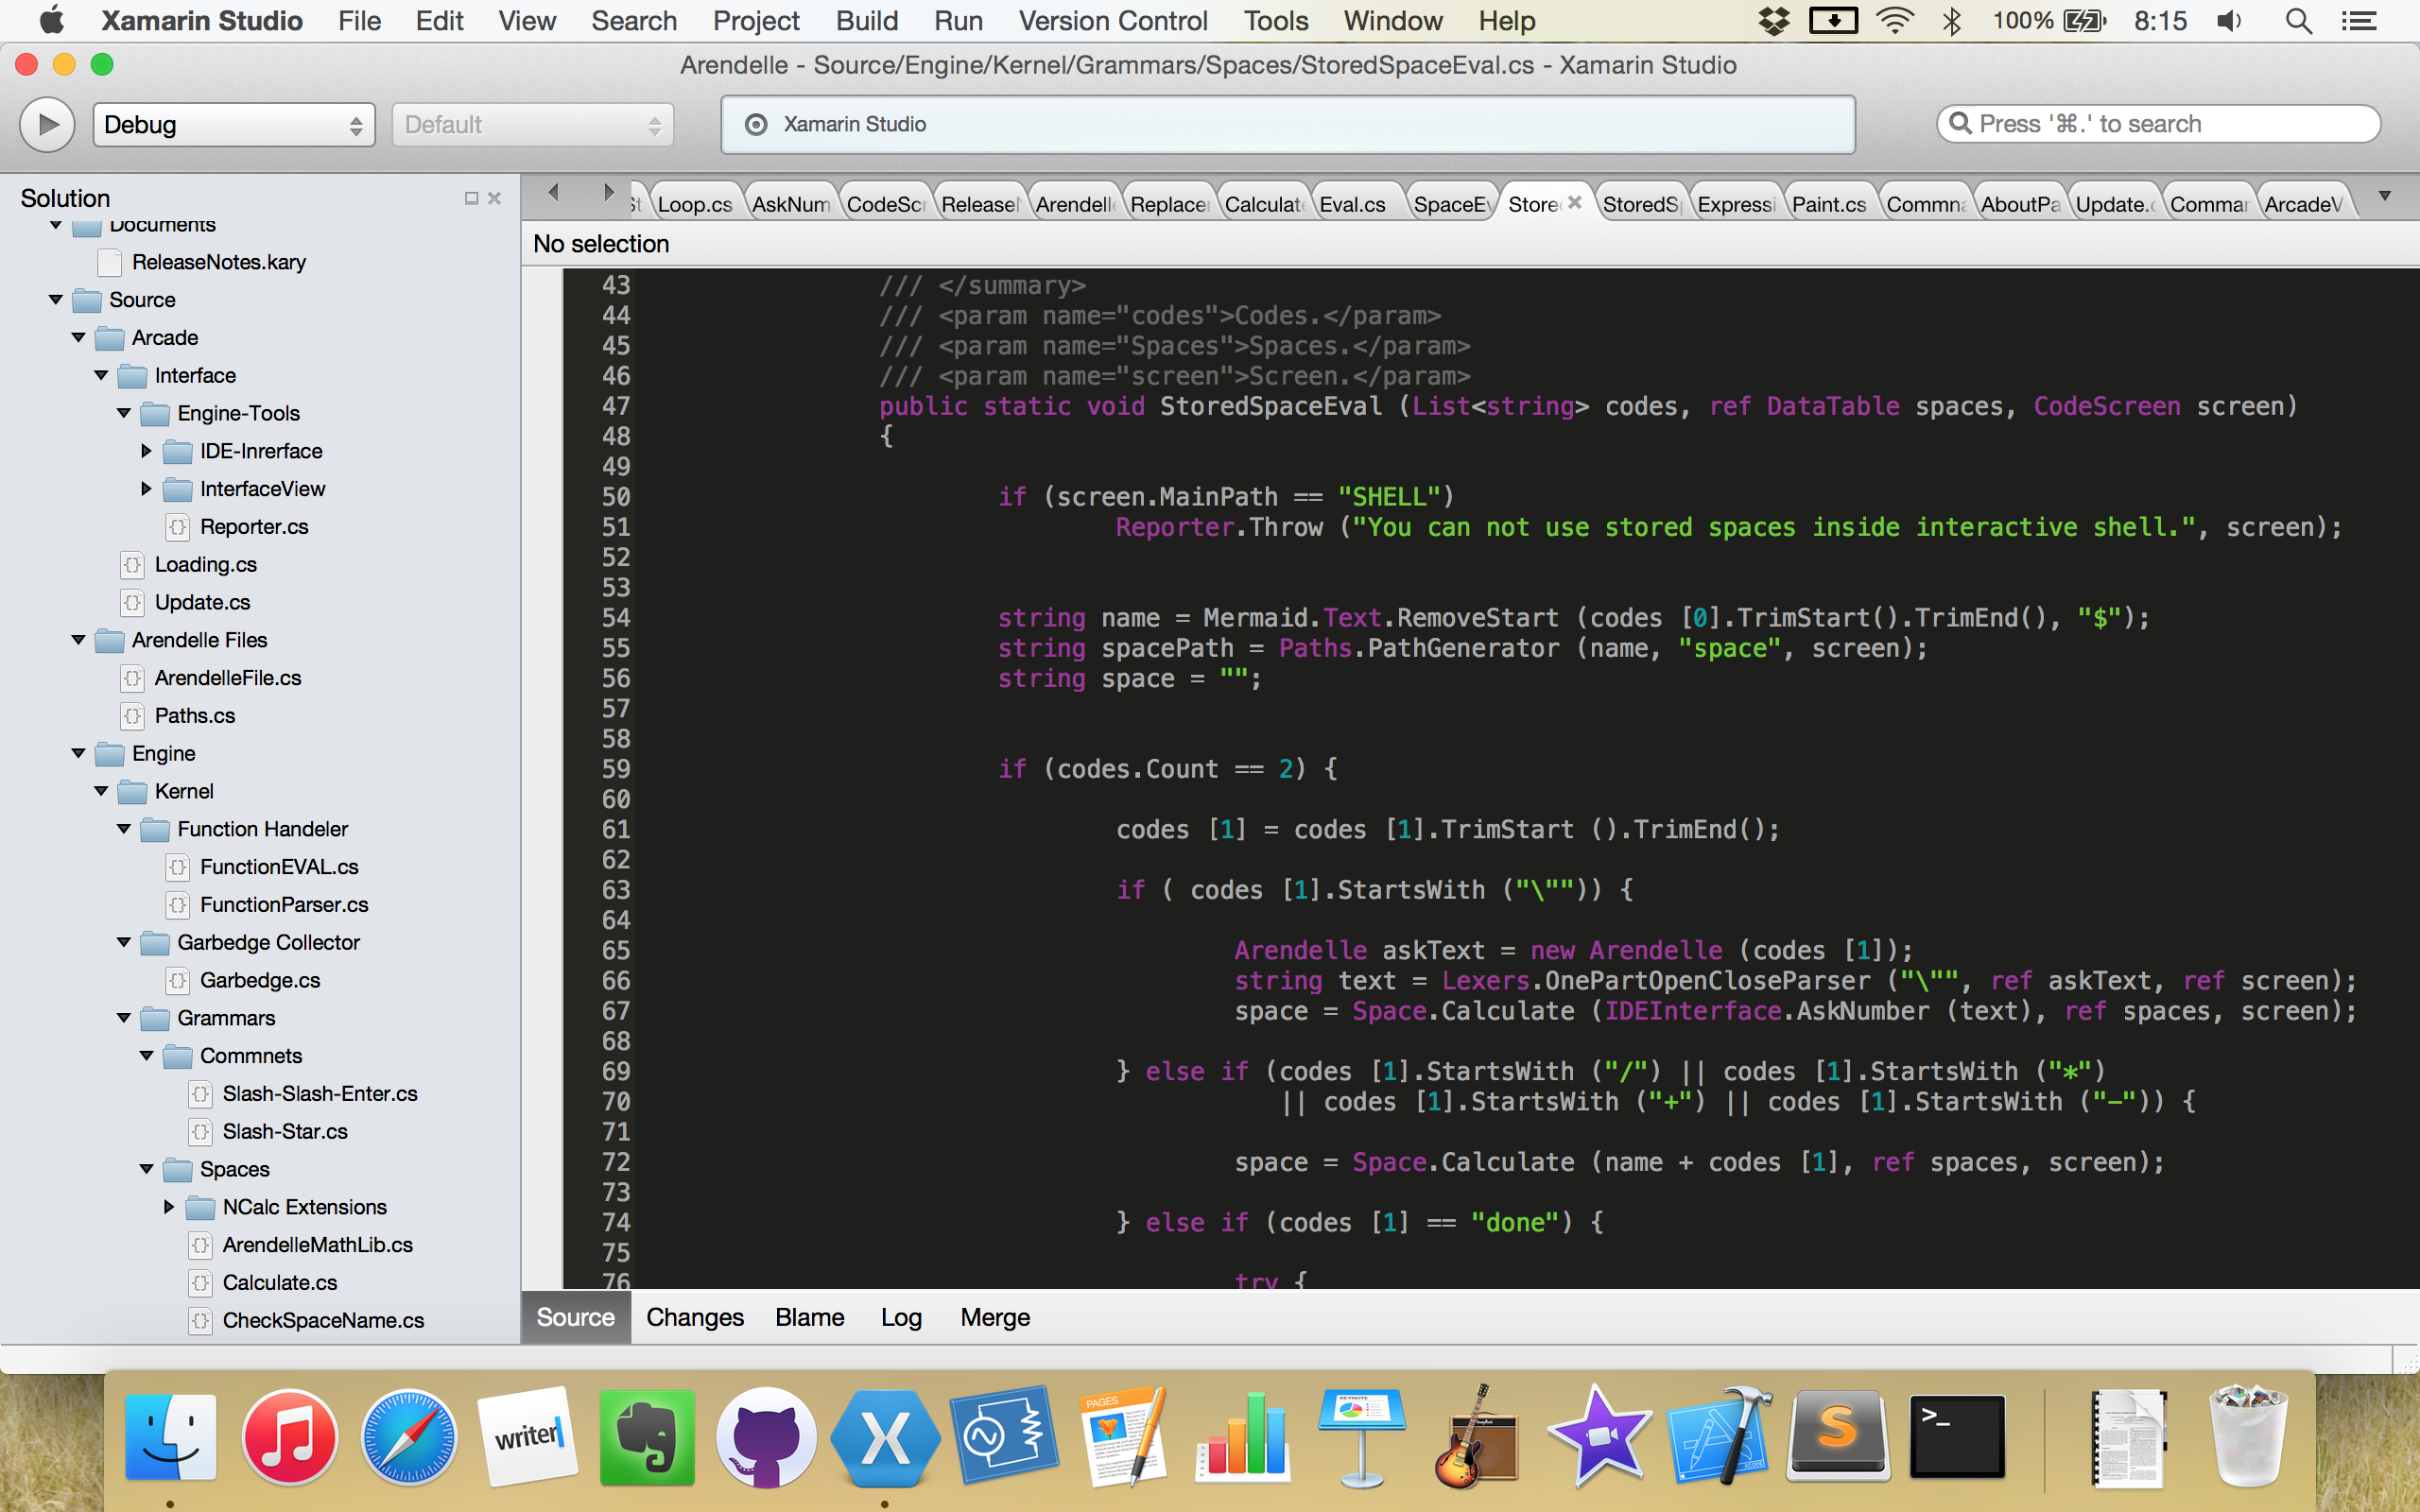 Xamarin Studio File Edit View Search Project Build Run Version Control Tools Window Help 100% 8:15
Arendelle - Source/Engine/Kernel/Grammars/Spaces/StoredSpaceEval.cs - Xamarin Studio
Debug Default Xamarin Studio Press '⌘.' to search
Solution
Documents
ReleaseNotes.kary
Source
Arcade
Interface
Engine-Tools
IDE-Inrerface
InterfaceView
Reporter.cs
Loading.cs
Update.cs
Arendelle Files
ArendelleFile.cs
Paths.cs
Engine
Kernel
Function Handeler
FunctionEVAL.cs
FunctionParser.cs
Garbedge Collector
Garbedge.cs
Grammars
Commnets
Slash-Slash-Enter.cs
Slash-Star.cs
Spaces
NCalc Extensions
ArendelleMathLib.cs
Calculate.cs
CheckSpaceName.cs
St Loop.cs AskNum CodeScr Release Arendelle Replacer Calculate Eval.cs SpaceEv Store StoredSp Expressi Paint.cs Commna AboutPa Update.c Comman ArcadeV
No selection
43 /// </summary>
44 /// <param name="codes">Codes.</param>
45 /// <param name="Spaces">Spaces.</param>
46 /// <param name="screen">Screen.</param>
47 public static void StoredSpaceEval (List<string> codes, ref DataTable spaces, CodeScreen screen)
48 {
49
50 if (screen.MainPath == "SHELL")
51 Reporter.Throw ("You can not use stored spaces inside interactive shell.", screen);
52
53
54 string name = Mermaid.Text.RemoveStart (codes [0].TrimStart().TrimEnd(), "$");
55 string spacePath = Paths.PathGenerator (name, "space", screen);
56 string space = "";
57
58
59 if (codes.Count == 2) {
60
61 codes [1] = codes [1].TrimStart ().TrimEnd();
62
63 if ( codes [1].StartsWith ("\"")) {
64
65 Arendelle askText = new Arendelle (codes [1]);
66 string text = Lexers.OnePartOpenCloseParser ("\"", ref askText, ref screen);
67 space = Space.Calculate (IDEInterface.AskNumber (text), ref spaces, screen);
68
69 } else if (codes [1].StartsWith ("/") || codes [1].StartsWith ("*")
70 || codes [1].StartsWith ("+") || codes [1].StartsWith ("-")) {
71
72 space = Space.Calculate (name + codes [1], ref spaces, screen);
73
74 } else if (codes [1] == "done") {
75
76 try {
Source Changes Blame Log Merge
writer
X
PAGES
KEYNOTE
S
>_